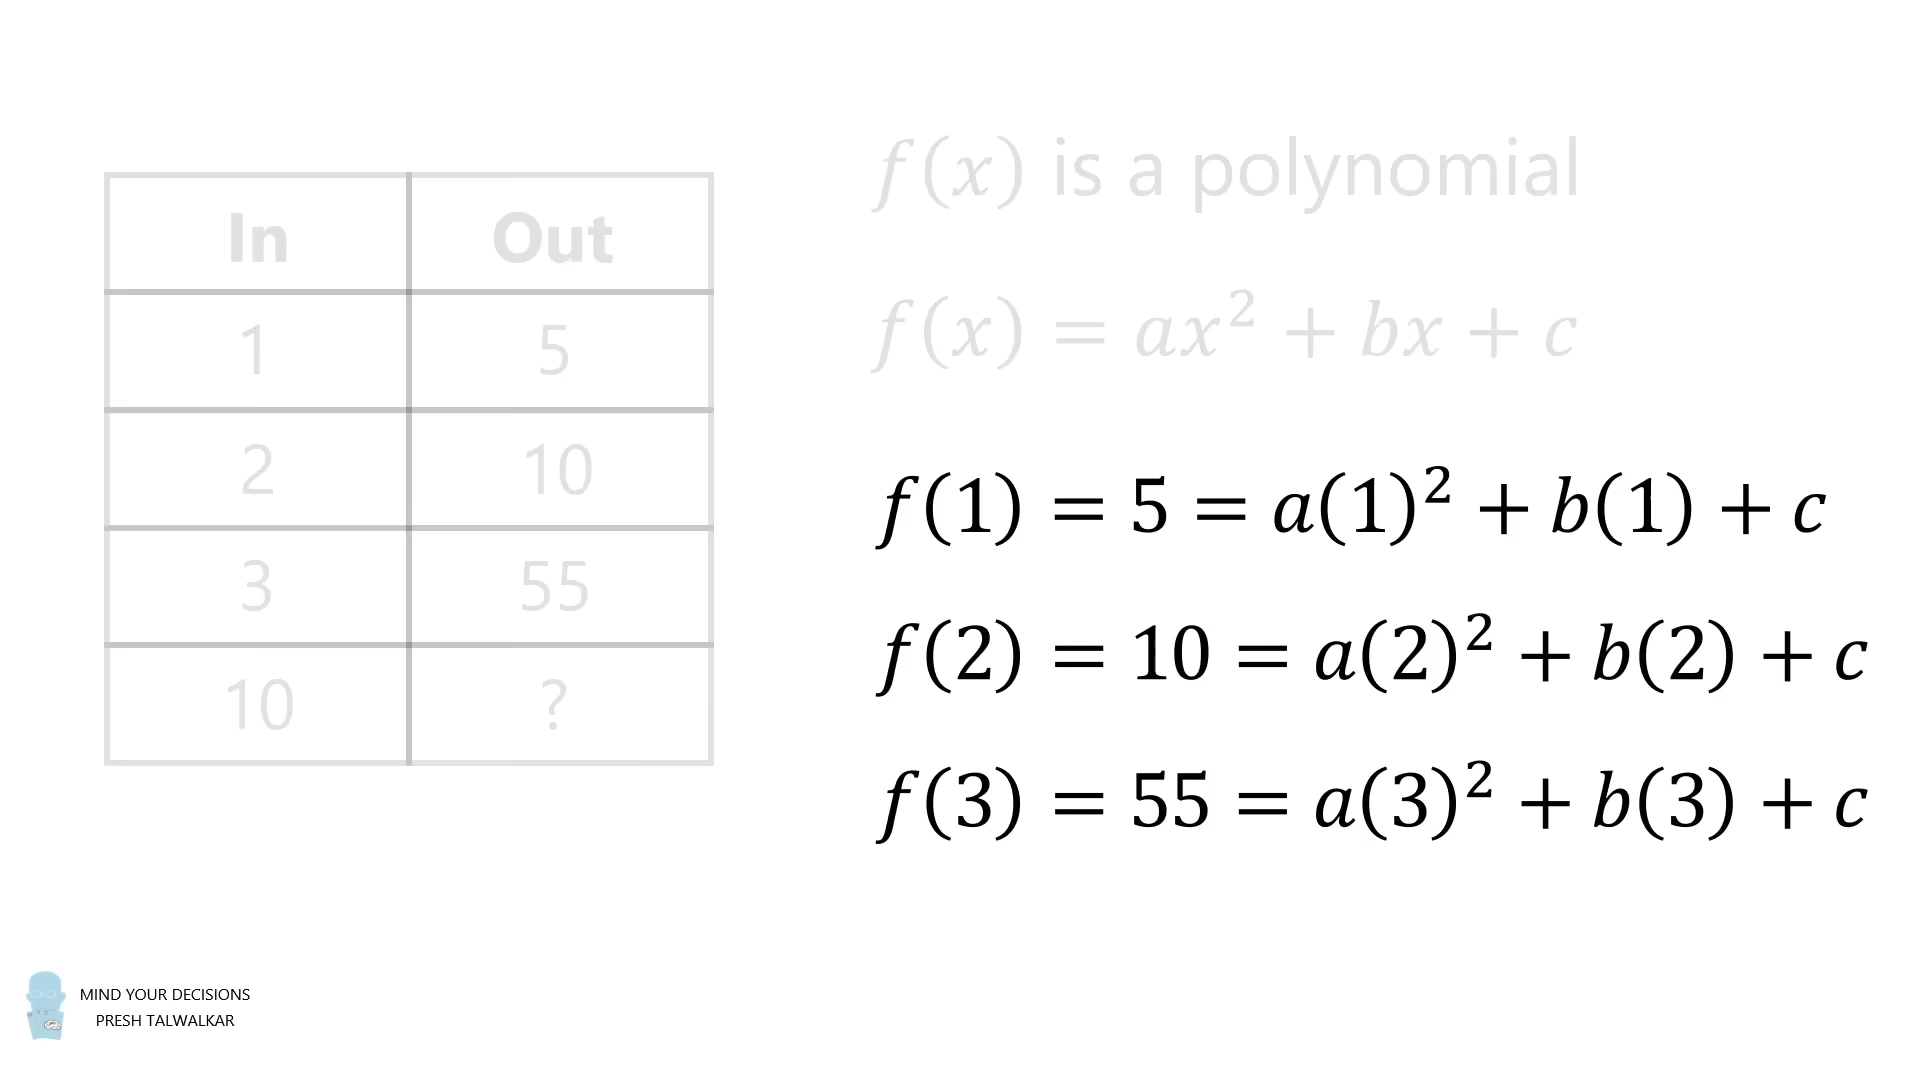 In Out
1 5
2 10
3 55
10 ?
f(x) is a polynomial
f(x) = ax² + bx + c
f(1) = 5 = a(1)² + b(1) + c
f(2) = 10 = a(2)² + b(2) + c
f(3) = 55 = a(3)² + b(3) + c
MIND YOUR DECISIONS
PRESH TALWALKAR